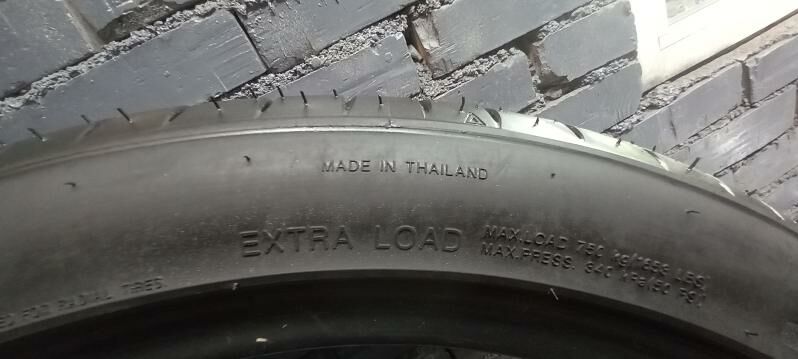 MADE IN THAILAND
EXTRA LOAD
MAX.LOAD 750 kg(1653 LBS)
MAX.PRESS. 340 kPa(50 PSI)
FOR RADIAL TIRES